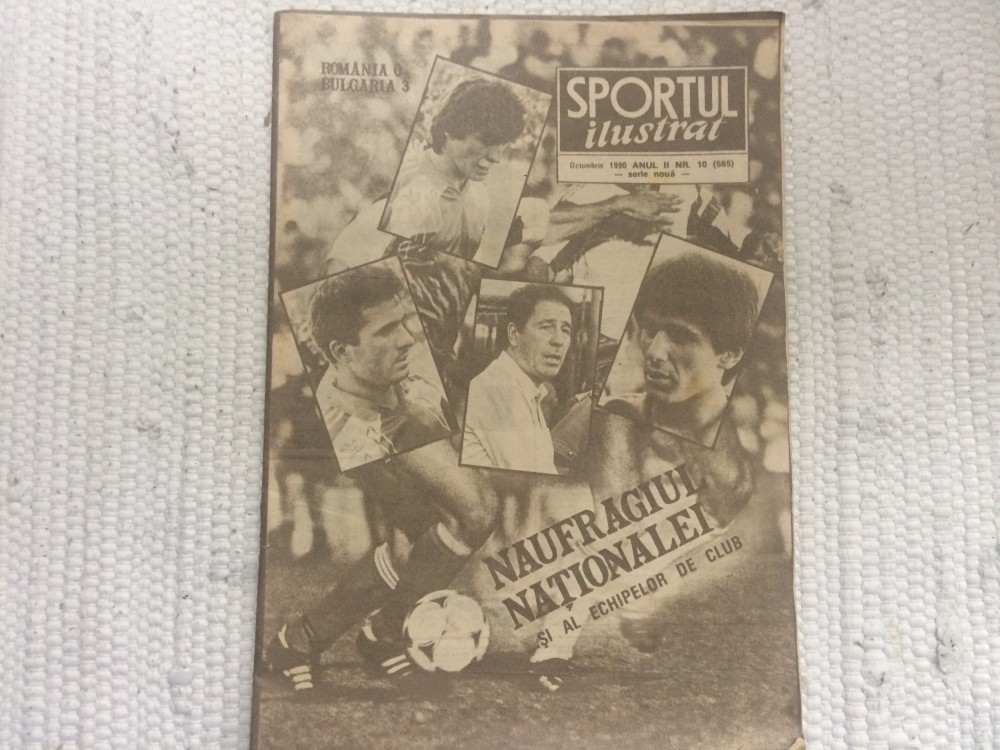 ROMÂNIA 0
BULGARIA 3
SPORTUL
ilustrat
Octombrie 1990 ANUL II NR. 10 (565)
— serie nouă —
NAUFRAGIUL
NAȚIONALEI
ȘI AL ECHIPELOR DE CLUB